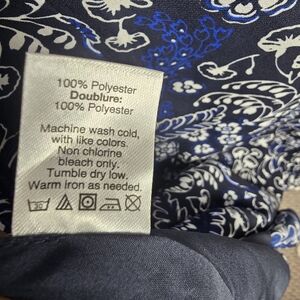 100% Polyester
Doublure:
100% Polyester
Machine wash cold,
with like colors.
Non chlorine
bleach only.
Tumble dry low.
Warm iron as needed.